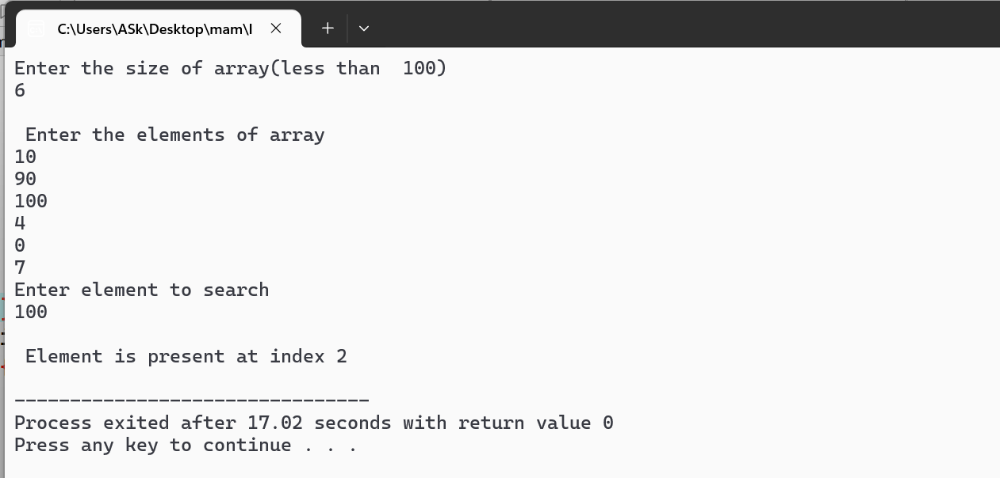 C:\Users\ASk\Desktop\mam\l
Enter the size of array(less than  100)
6
Enter the elements of array
10
90
100
4
0
7
Enter element to search
100
Element is present at index 2
--------------------------------
Process exited after 17.02 seconds with return value 0
Press any key to continue . . .